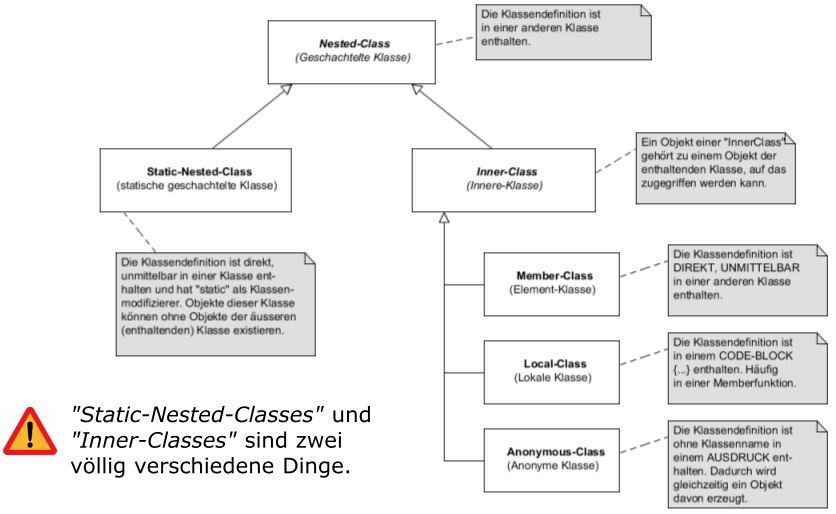 Nested-Class
(Geschachtelte Klasse)
Die Klassendefinition ist
in einer anderen Klasse
enthalten.
Static-Nested-Class
(statische geschachtelte Klasse)
Inner-Class
(Innere-Klasse)
Ein Objekt einer "InnerClass"
gehört zu einem Objekt der
enthaltenden Klasse, auf das
zugegriffen werden kann.
Die Klassendefinition ist direkt,
unmittelbar in einer Klasse ent-
halten und hat "static" als Klassen-
modifizierer. Objekte dieser Klasse
können ohne Objekte der äusseren
(enthaltenden) Klasse existieren.
Member-Class
(Element-Klasse)
Die Klassendefinition ist
DIREKT, UNMITTELBAR
in einer anderen Klasse
enthalten.
Local-Class
(Lokale Klasse)
Die Klassendefinition ist
in einem CODE-BLOCK
{...} enthalten. Häufig
in einer Memberfunktion.
Anonymous-Class
(Anonyme Klasse)
Die Klassendefinition ist
ohne Klassenname in
einem AUSDRUCK ent-
halten. Dadurch wird
gleichzeitig ein Objekt
davon erzeugt.
!
"Static-Nested-Classes" und
"Inner-Classes" sind zwei
völlig verschiedene Dinge.